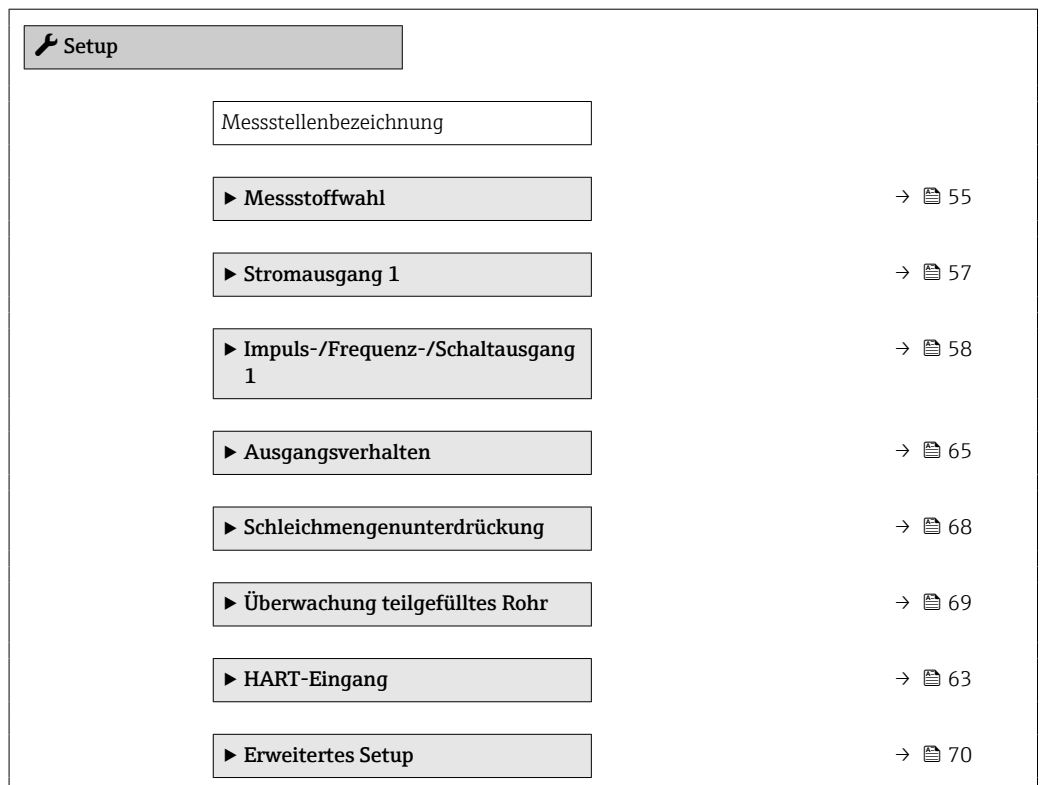 Setup
Messstellenbezeichnung
▶ Messstoffwahl → 55
▶ Stromausgang 1 → 57
▶ Impuls-/Frequenz-/Schaltausgang → 58
1
▶ Ausgangsverhalten → 65
▶ Schleichmengenunterdrückung → 68
▶ Überwachung teilgefülltes Rohr → 69
▶ HART-Eingang → 63
▶ Erweitertes Setup → 70